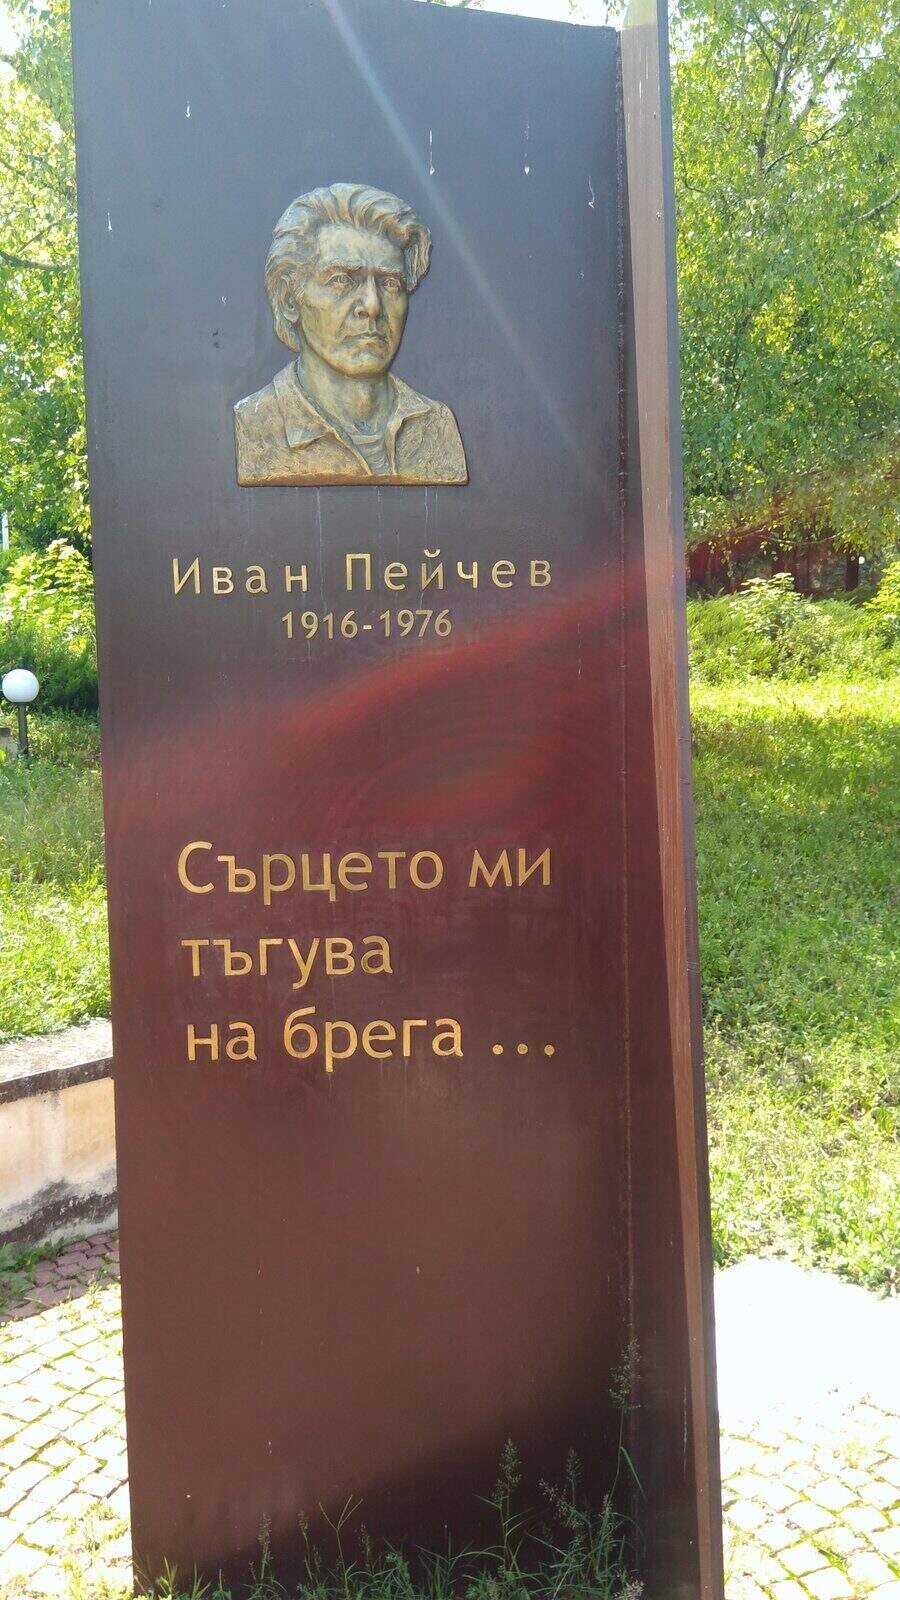 Иван Пейчев
1916-1976
Сърцето ми
тъгува
на брега ...